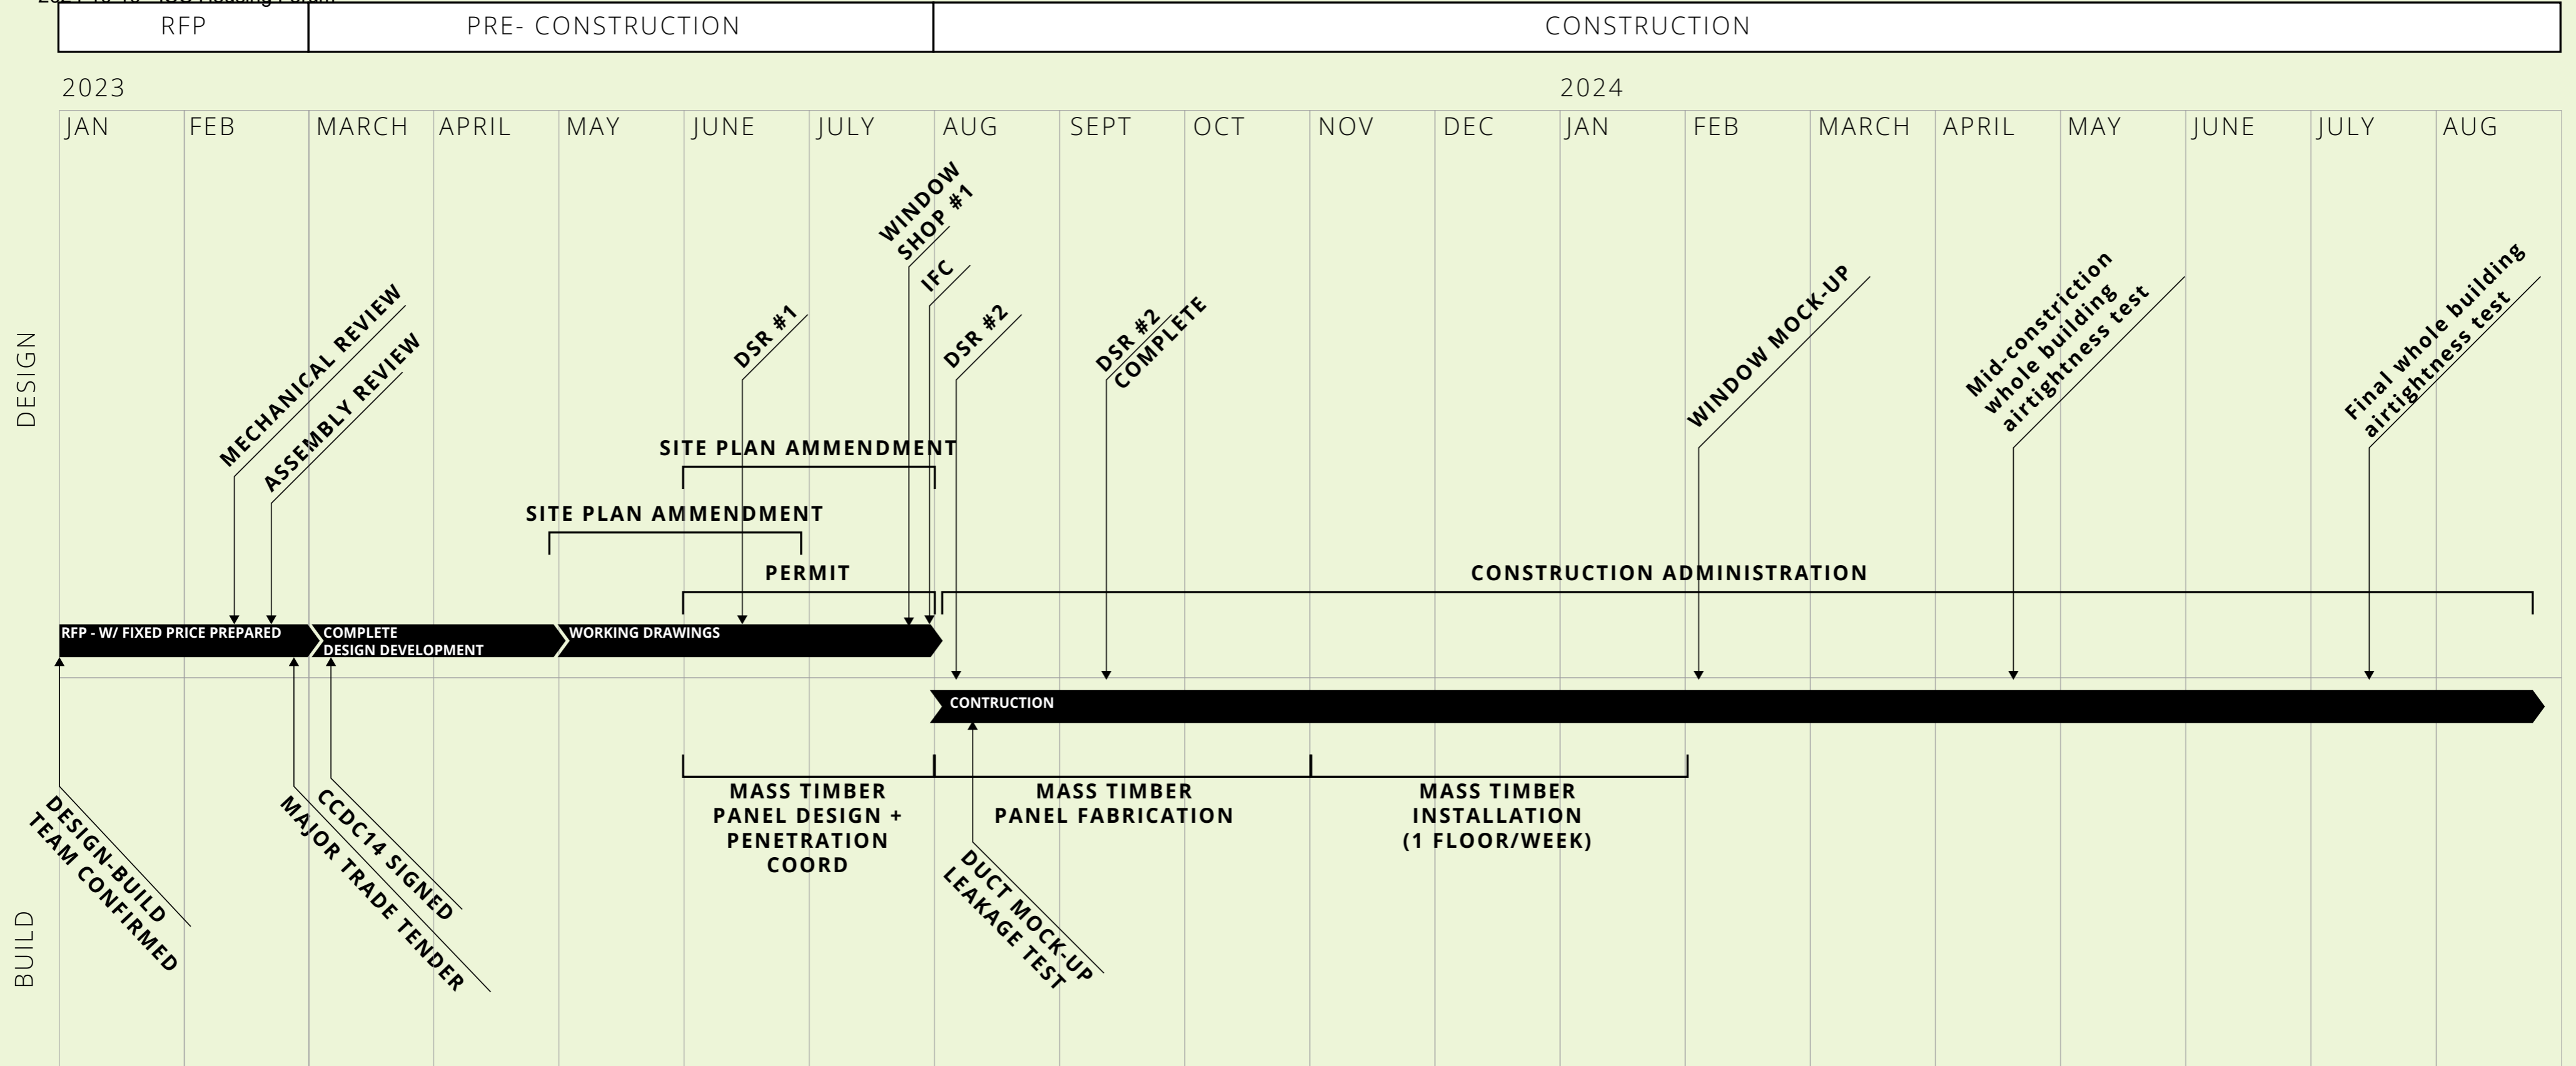 RFP
PRE- CONSTRUCTION
CONSTRUCTION
2023
2024
JAN
FEB
MARCH
APRIL
MAY
JUNE
JULY
AUG
SEPT
OCT
NOV
DEC
JAN
FEB
MARCH
APRIL
MAY
JUNE
JULY
AUG
DESIGN
MECHANICAL REVIEW
ASSEMBLY REVIEW
DSR #1
WINDOW
SHOP #1
IFC
DSR #2
DSR #2
COMPLETE
WINDOW MOCK-UP
Mid-constriction
whole building
airtightness test
Final whole building
airtightness test
SITE PLAN AMMENDMENT
SITE PLAN AMMENDMENT
PERMIT
CONSTRUCTION ADMINISTRATION
RFP - W/ FIXED PRICE PREPARED
COMPLETE
DESIGN DEVELOPMENT
WORKING DRAWINGS
CONTRUCTION
BUILD
DESIGN-BUILD
TEAM CONFIRMED
CCDC14 SIGNED
MAJOR TRADE TENDER
MASS TIMBER
PANEL DESIGN +
PENETRATION
COORD
MASS TIMBER
PANEL FABRICATION
MASS TIMBER
INSTALLATION
(1 FLOOR/WEEK)
DUCT MOCK-UP
LEAKAGE TEST